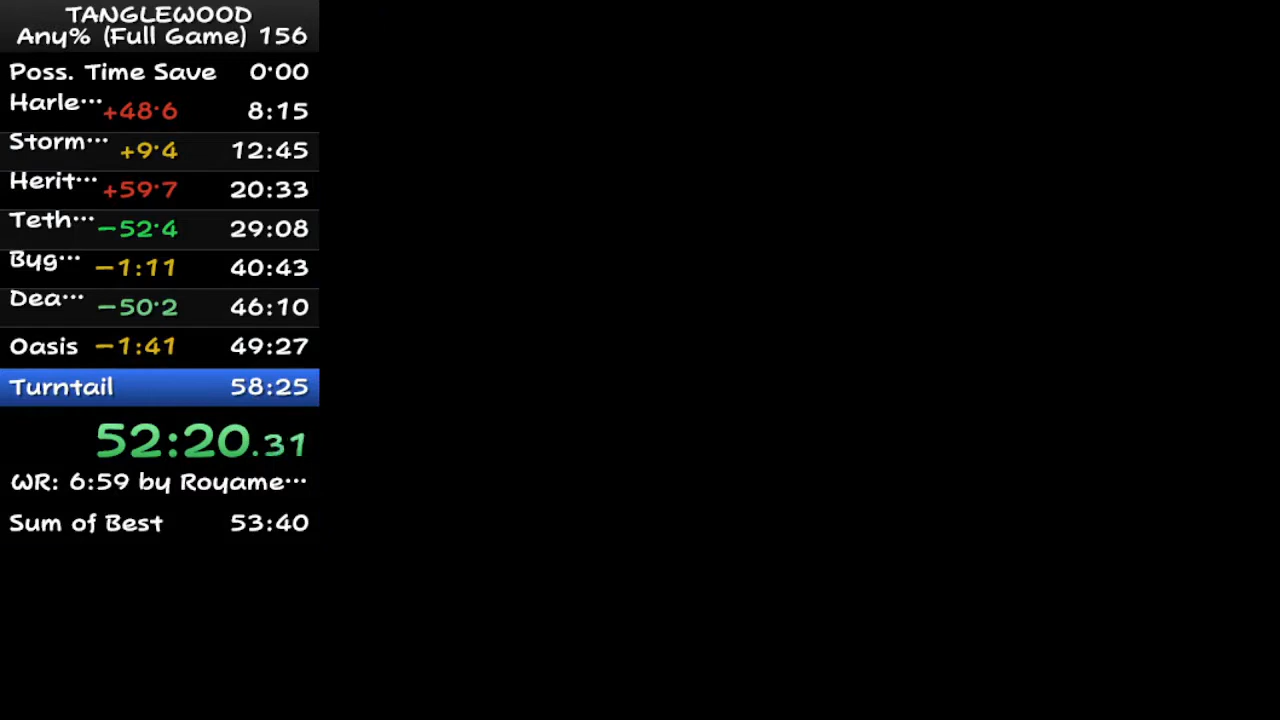 TANGLEWOOD
Any% (Full Game) 156
Poss. Time Save 0·00
Harle··· +48·6 8:15
Storm··· +9·4 12:45
Herit··· +59·7 20:33
Teth··· −52·4 29:08
Byg··· −1:11 40:43
Dea··· −50·2 46:10
Oasis −1:41 49:27
Turntail 58:25
52:20.31
WR: 6:59 by Royame···
Sum of Best 53:40